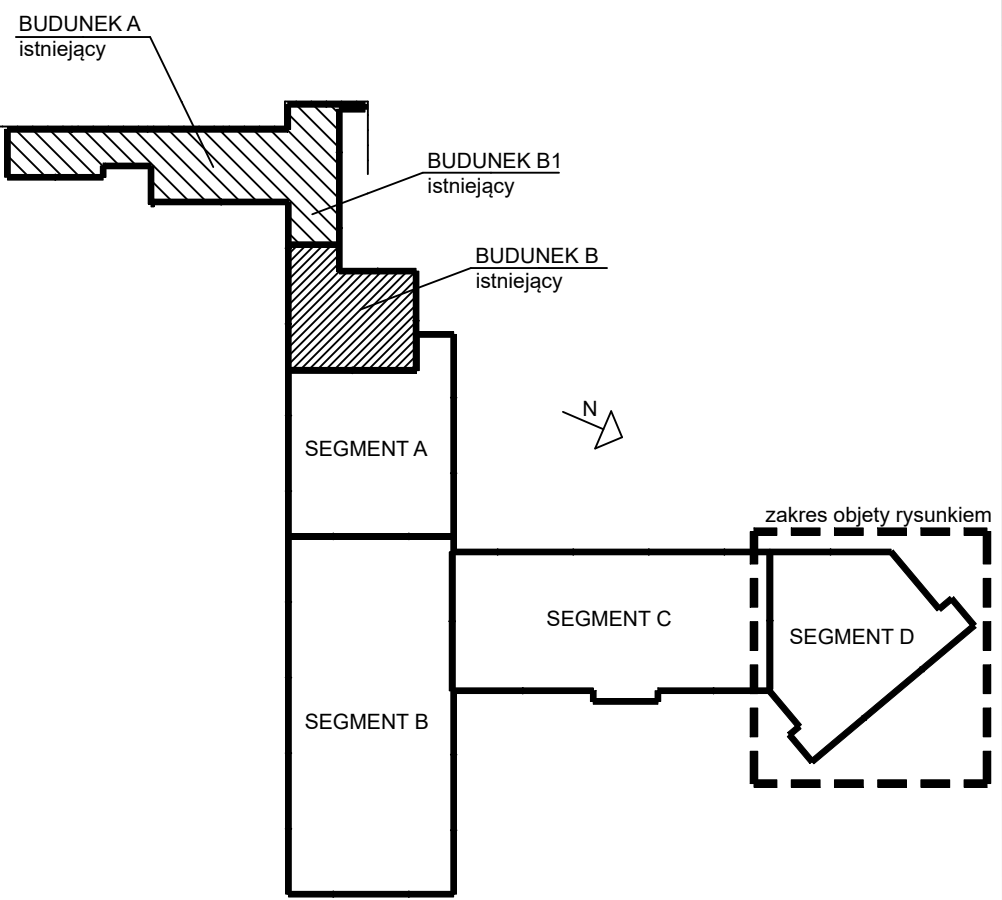 BUDUNEK A
istniejący
BUDUNEK B1
istniejący
BUDUNEK B
istniejący
N
SEGMENT A
zakres objety rysunkiem
SEGMENT C
SEGMENT D
SEGMENT B